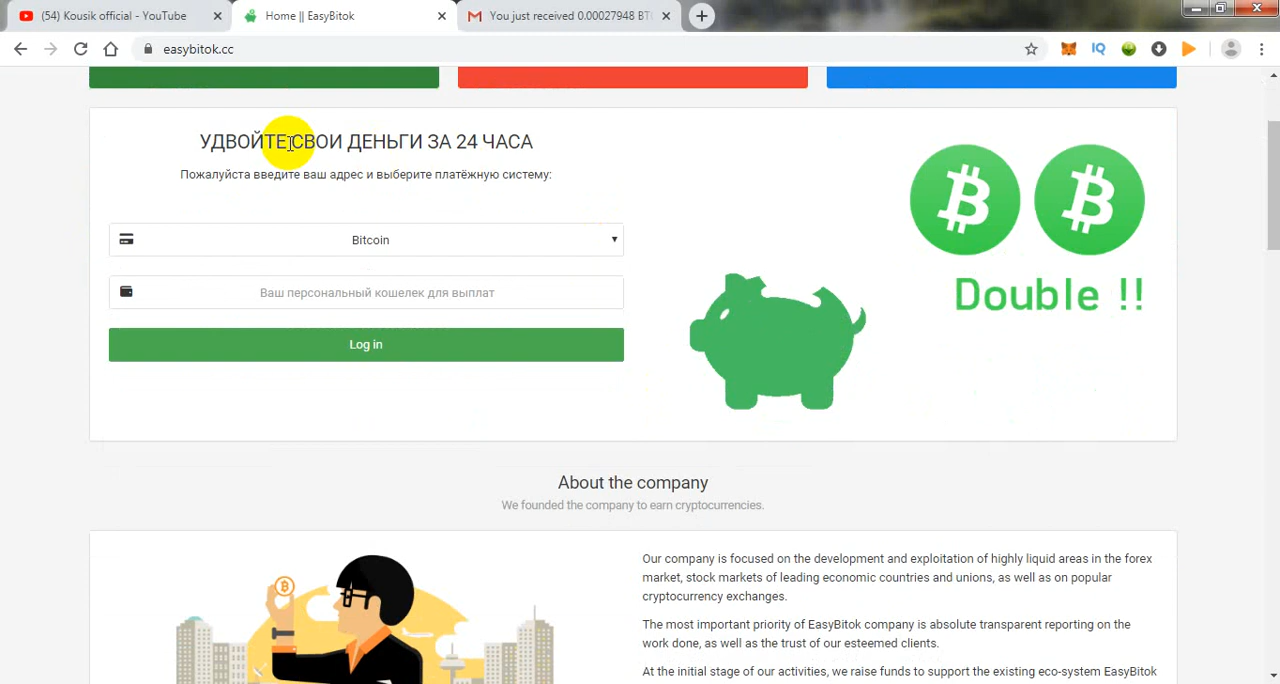 (54) Kousik official - YouTube
Home || EasyBitok
You just received 0.00027948 BT
easybitok.cc
IQ
УДВОЙТЕ СВОИ ДЕНЬГИ ЗА 24 ЧАСА
Пожалуйста введите ваш адрес и выберите платёжную систему:
Bitcoin
Ваш персональный кошелек для выплат
Log in
Double !!
About the company
We founded the company to earn cryptocurrencies.
Our company is focused on the development and exploitation of highly liquid areas in the forex
market, stock markets of leading economic countries and unions, as well as on popular
cryptocurrency exchanges.
The most important priority of EasyBitok company is absolute transparent reporting on the
work done, as well as the trust of our esteemed clients.
At the initial stage of our activities, we raise funds to support the existing eco-system EasyBitok